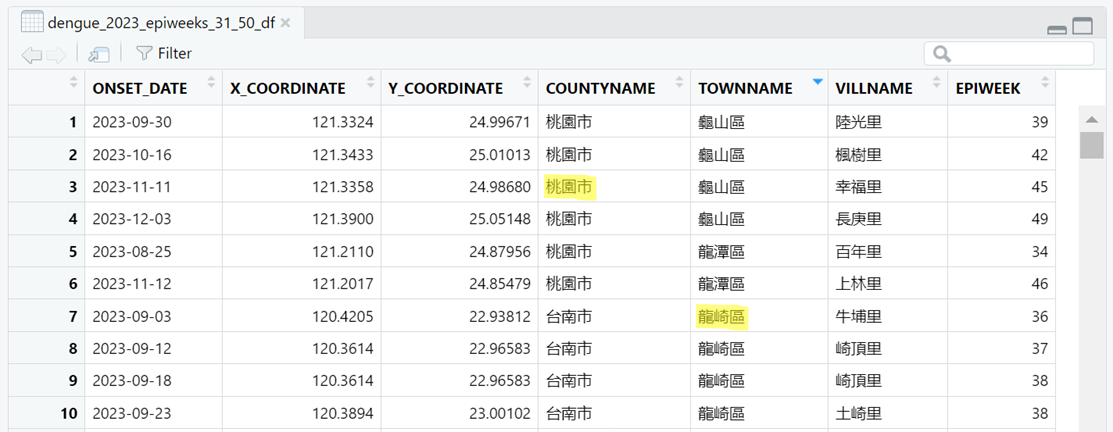 dengue_2023_epiweeks_31_50_df
Filter
ONSET_DATE X_COORDINATE Y_COORDINATE COUNTYNAME TOWNNAME VILLNAME EPIWEEK
1 2023-09-30 121.3324 24.99671 桃園市 龜山區 陸光里 39
2 2023-10-16 121.3433 25.01013 桃園市 龜山區 楓樹里 42
3 2023-11-11 121.3358 24.98680 桃園市 龜山區 幸福里 45
4 2023-12-03 121.3900 25.05148 桃園市 龜山區 長庚里 49
5 2023-08-25 121.2110 24.87956 桃園市 龍潭區 百年里 34
6 2023-11-12 121.2017 24.85479 桃園市 龍潭區 上林里 46
7 2023-09-03 120.4205 22.93812 台南市 龍崎區 牛埔里 36
8 2023-09-12 120.3614 22.96583 台南市 龍崎區 崎頂里 37
9 2023-09-18 120.3614 22.96583 台南市 龍崎區 崎頂里 38
10 2023-09-23 120.3894 23.00102 台南市 龍崎區 土崎里 38